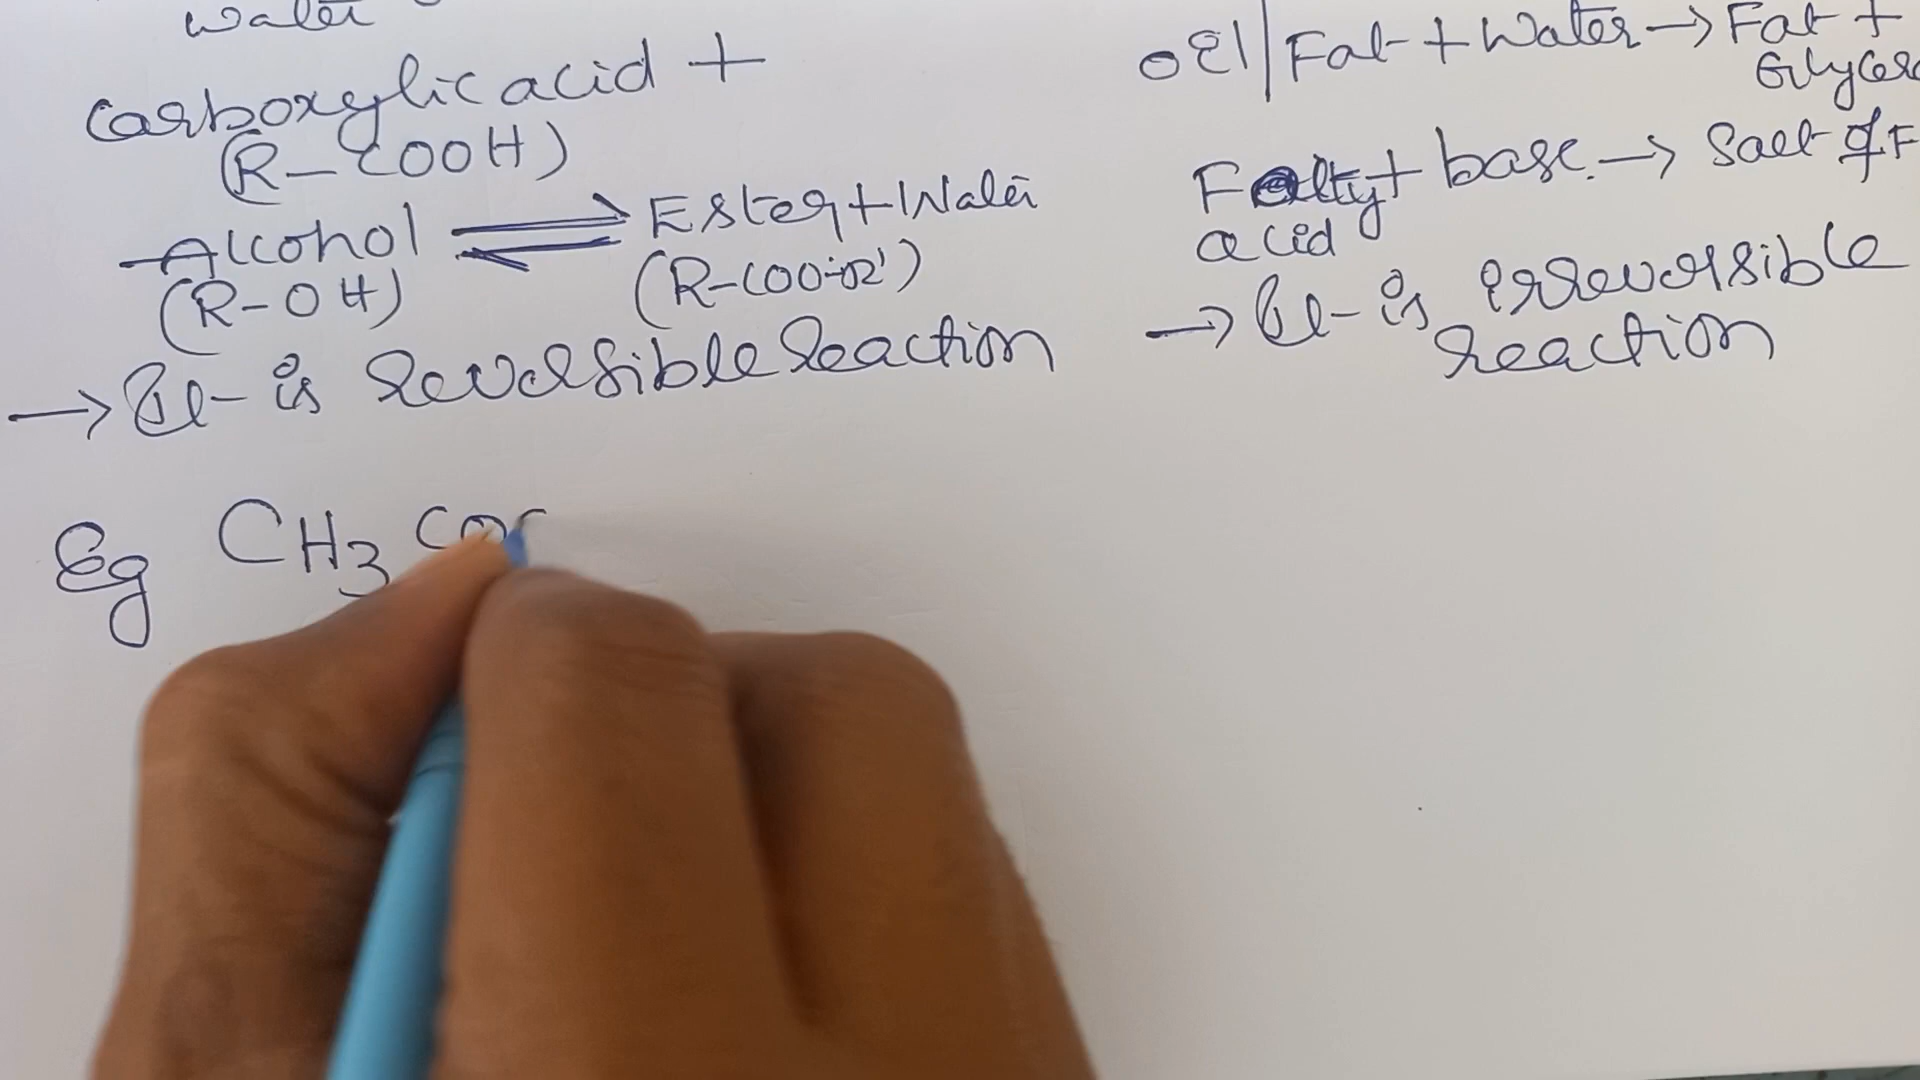 water
carboxylic acid +
(R-COOH)
Alcohol ⇌ Ester + Water
(R-OH) (R-COO-R')
→ It is reversible reaction
Eg CH3 CO
Oil/Fat + Water → Fat +
Glycero
Fatty + base → Salt of F
acid
→ It is irreversible
reaction